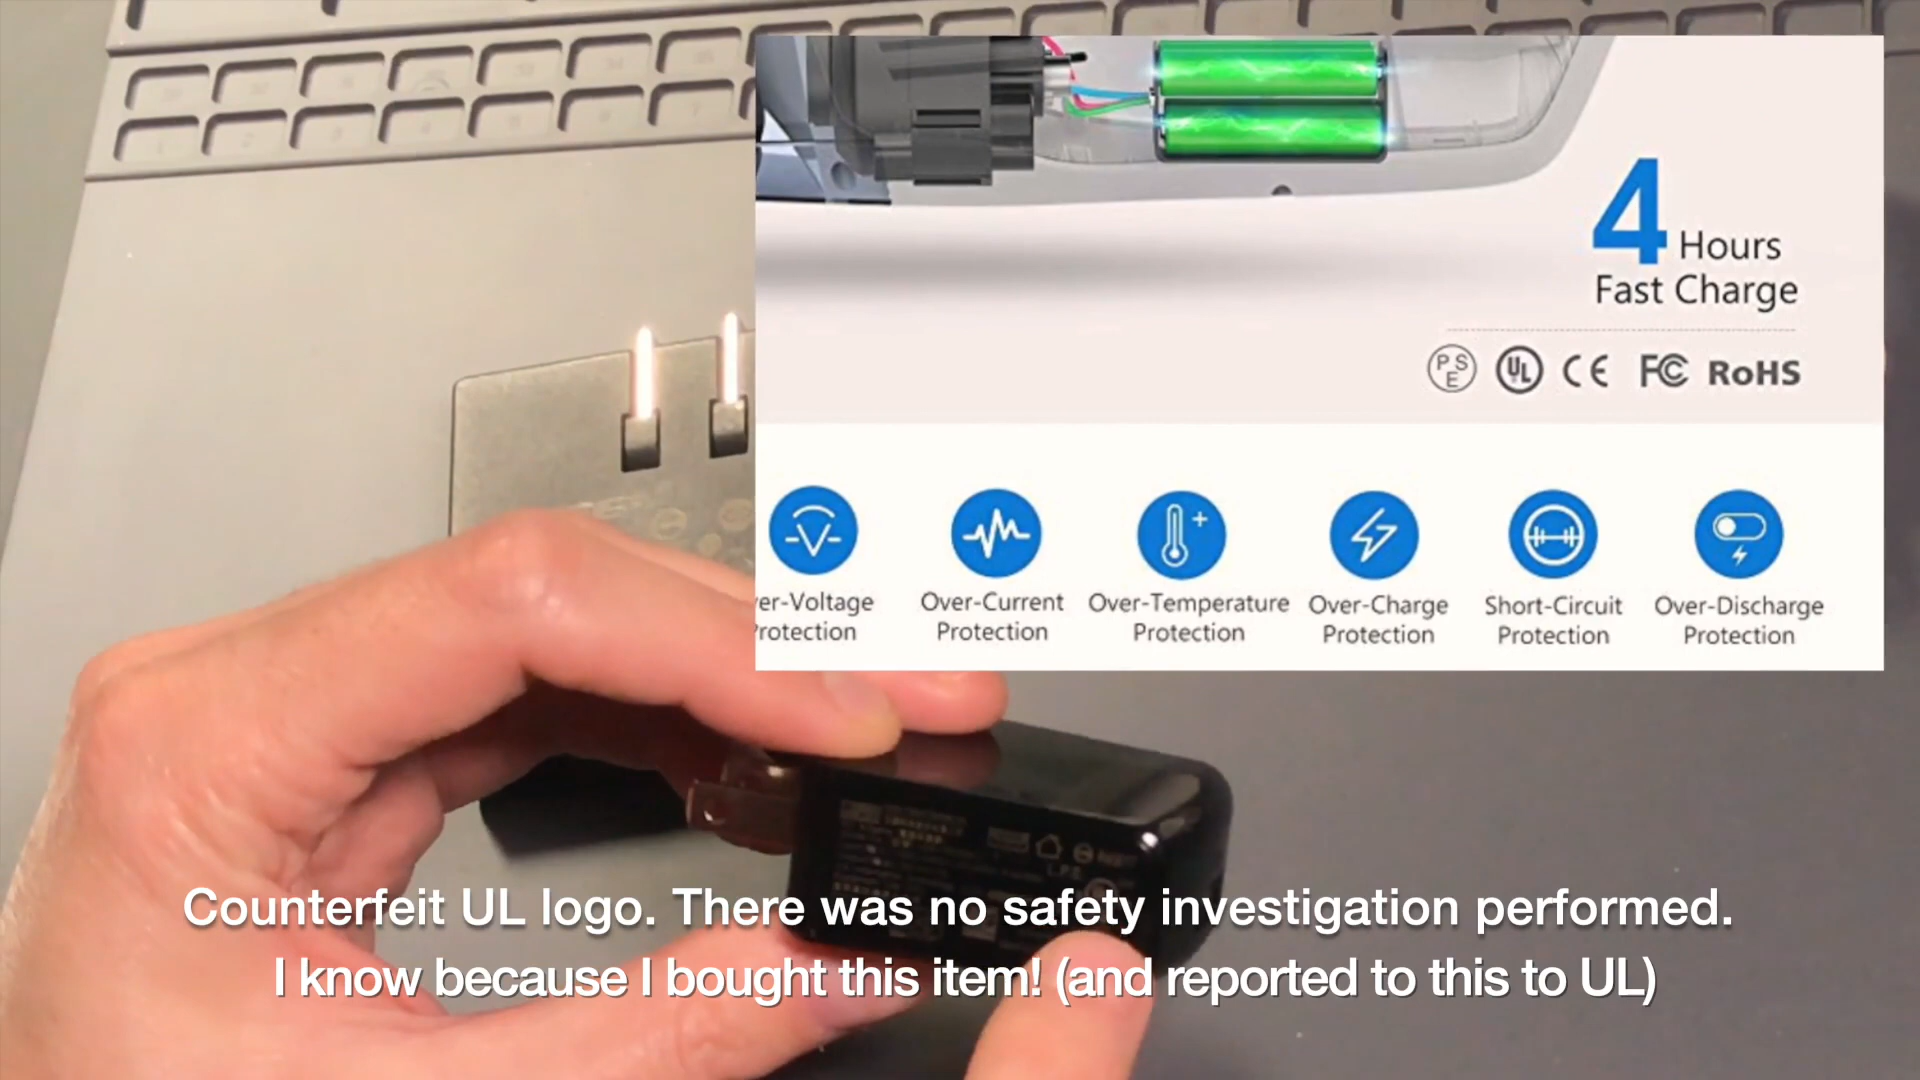 4 Hours
Fast Charge
PSE UL CE FC RoHS
er-Voltage
rotection
Over-Current
Protection
Over-Temperature
Protection
Over-Charge
Protection
Short-Circuit
Protection
Over-Discharge
Protection
Counterfeit UL logo. There was no safety investigation performed.
I know because I bought this item! (and reported to this to UL)